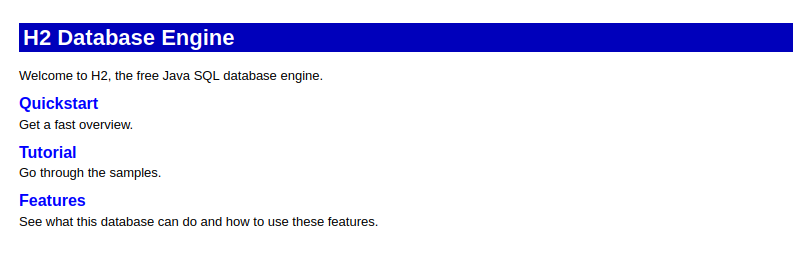 H2 Database Engine
Welcome to H2, the free Java SQL database engine.
Quickstart
Get a fast overview.
Tutorial
Go through the samples.
Features
See what this database can do and how to use these features.